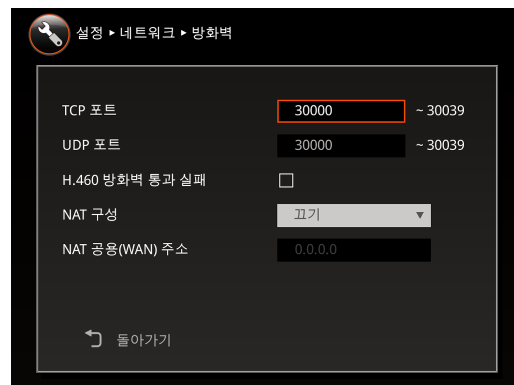 설정 ▸ 네트워크 ▸ 방화벽
TCP 포트 30000 ~ 30039
UDP 포트 30000 ~ 30039
H.460 방화벽 통과 실패
NAT 구성 끄기
NAT 공용(WAN) 주소 0.0.0.0
돌아가기